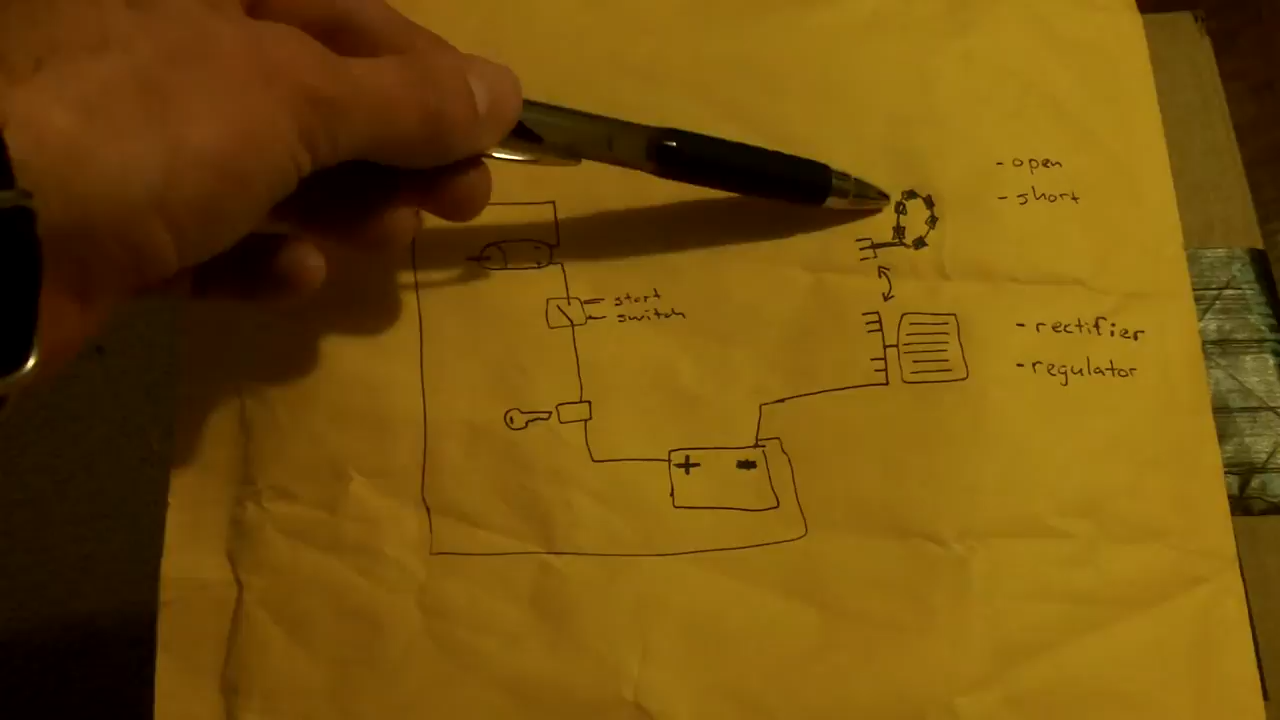 - open
- short
start
switch
- rectifier
- regulator
+ -